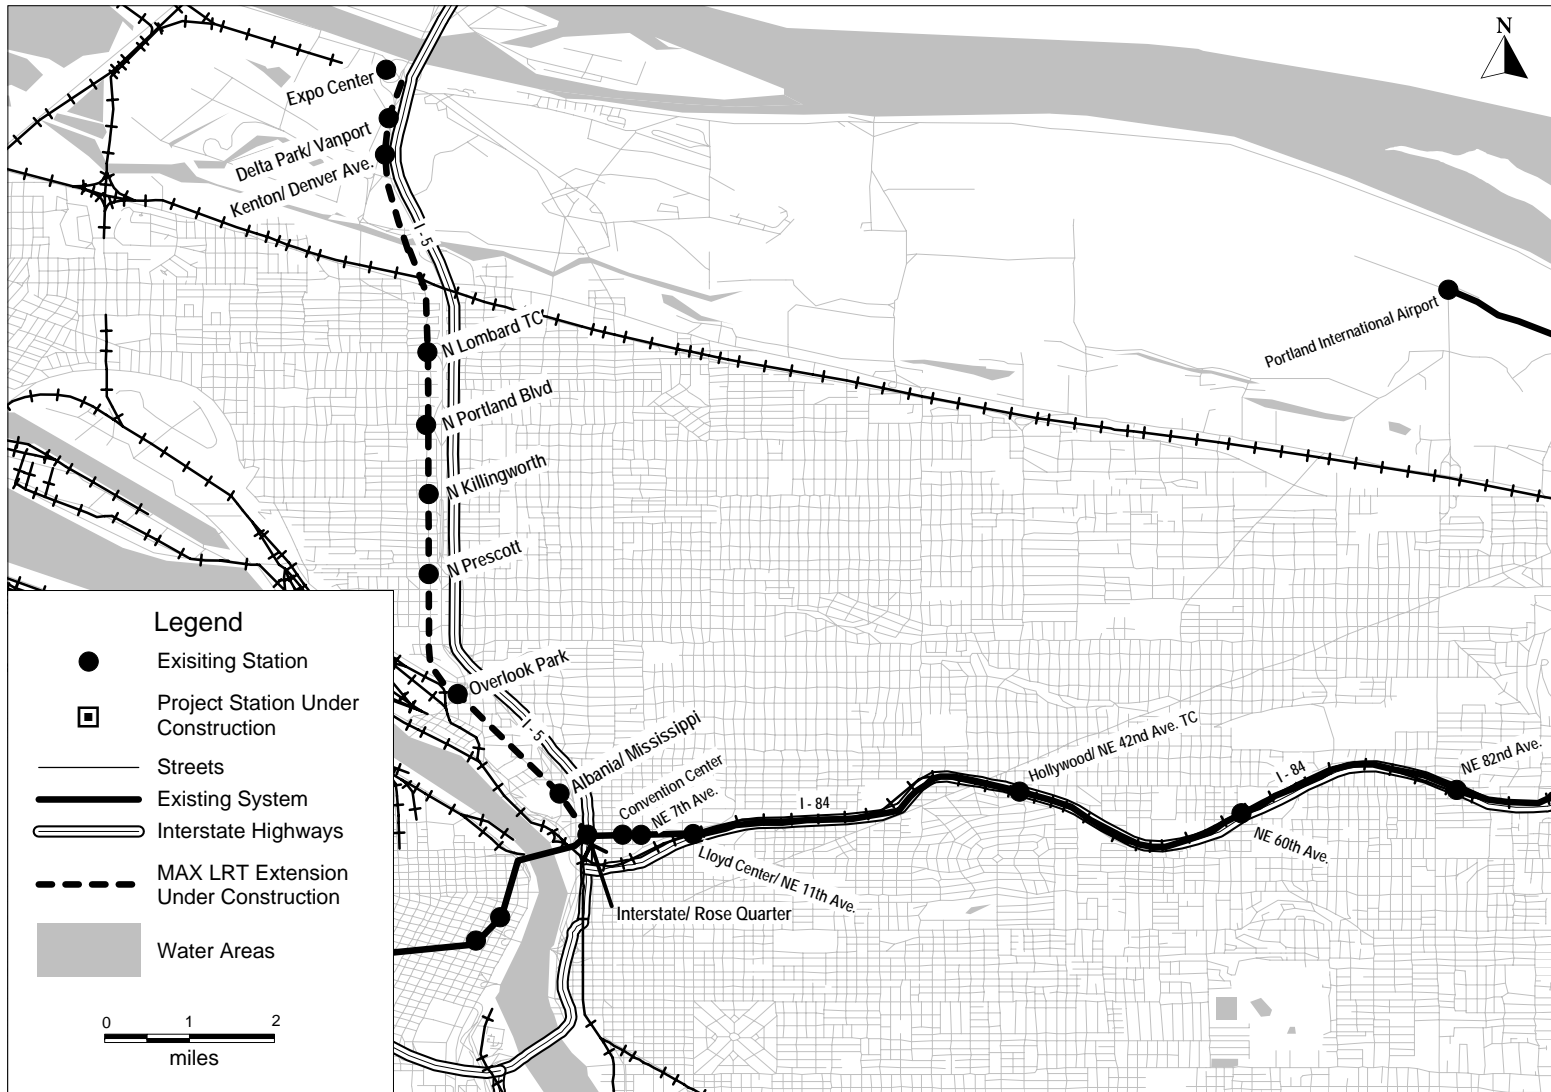 N
Expo Center
Delta Park/ Vanport
Kenton/ Denver Ave.
I - 5
Portland International Airport
N Lombard TC
N Portland Blvd
N Killingworth
N Prescott
Overlook Park
I - 5
Albania/ Mississippi
Convention Center
NE 7th Ave.
I - 84
Hollywood/ NE 42nd Ave. TC
I - 84
NE 82nd Ave.
NE 60th Ave.
Lloyd Center/ NE 11th Ave.
Interstate/ Rose Quarter
Legend
Exisiting Station
Project Station Under
Construction
Streets
Existing System
Interstate Highways
MAX LRT Extension
Under Construction
Water Areas
0 1 2
miles